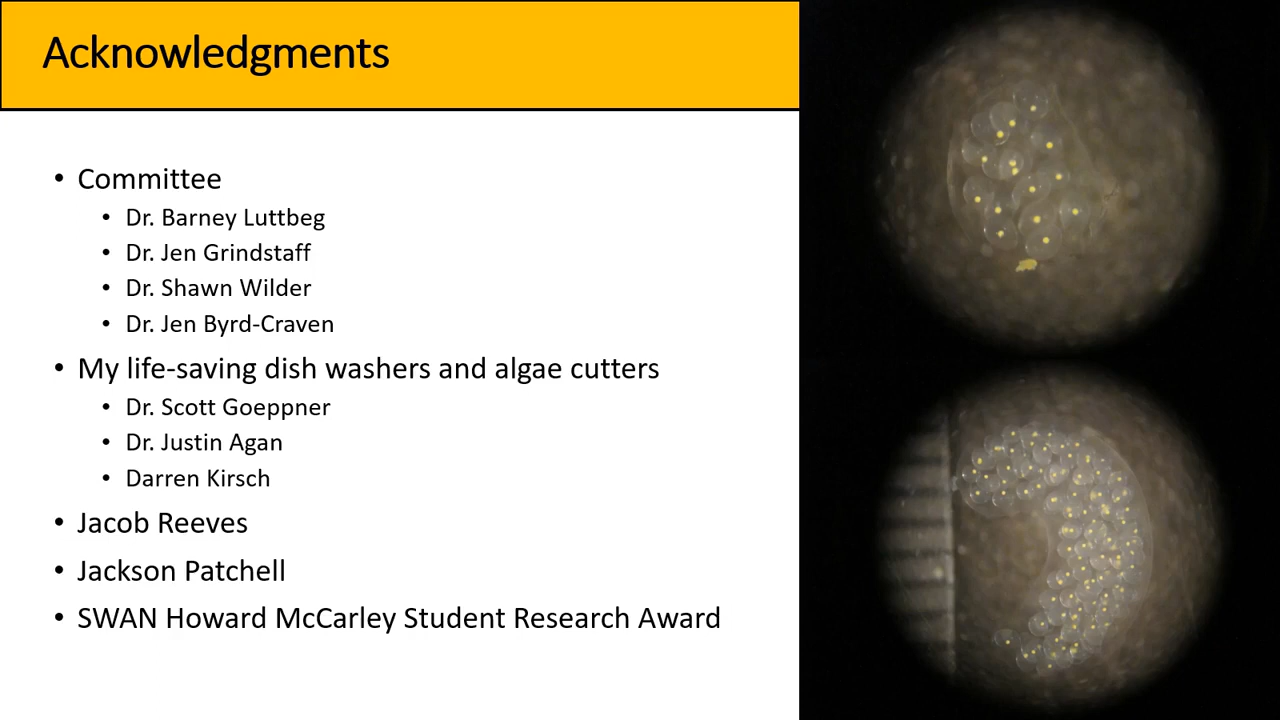 Acknowledgments
• Committee
• Dr. Barney Luttbeg
• Dr. Jen Grindstaff
• Dr. Shawn Wilder
• Dr. Jen Byrd-Craven
• My life-saving dish washers and algae cutters
• Dr. Scott Goeppner
• Dr. Justin Agan
• Darren Kirsch
• Jacob Reeves
• Jackson Patchell
• SWAN Howard McCarley Student Research Award